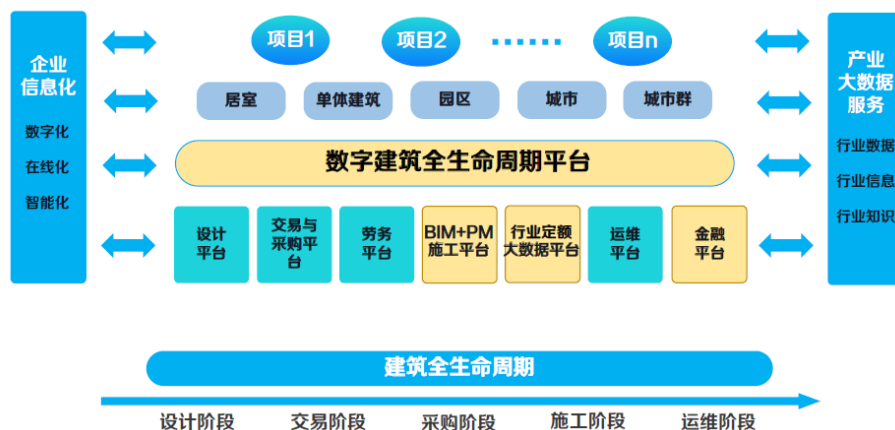 项目1
项目2
项目n
企业
信息化
数字化
在线化
智能化
产业
大数据
服务
行业数据
行业信息
行业知识
居室
单体建筑
园区
城市
城市群
数字建筑全生命周期平台
设计
平台
交易与
采购平
台
劳务
平台
BIM+PM
施工平台
行业定额
大数据平台
运维
平台
金融
平台
建筑全生命周期
设计阶段
交易阶段
采购阶段
施工阶段
运维阶段